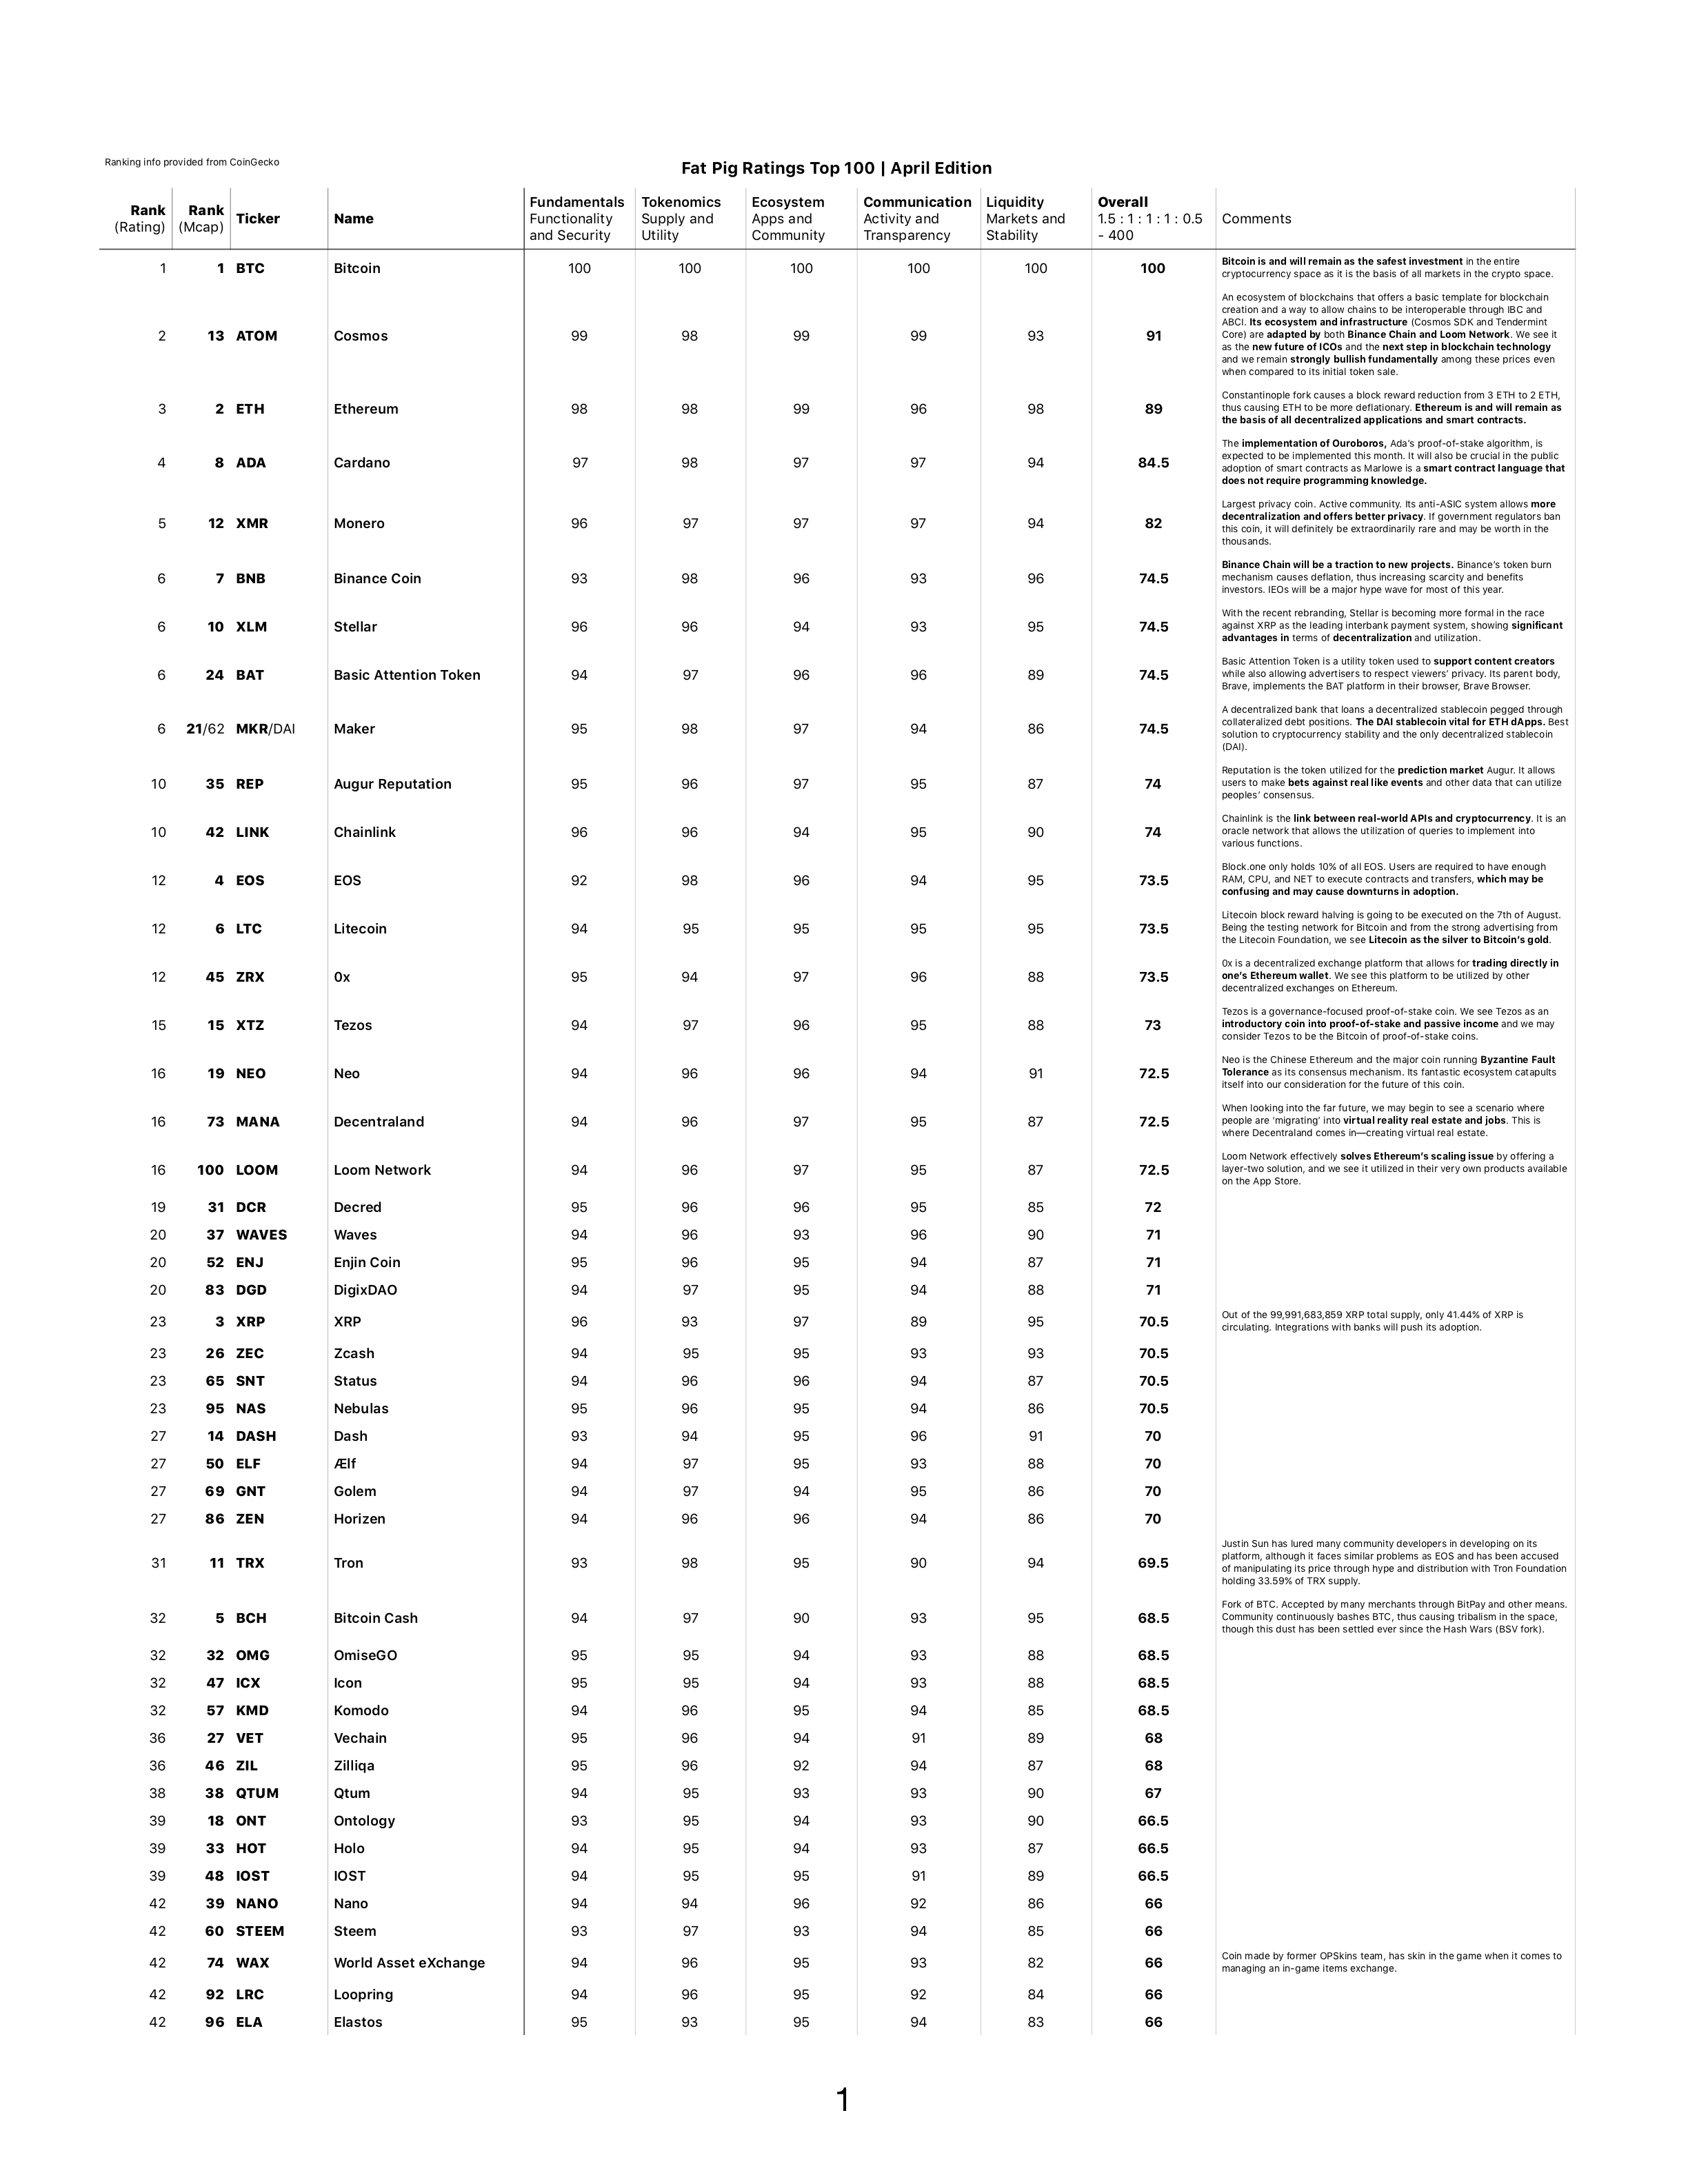 Ranking info provided from CoinGecko
Fat Pig Ratings Top 100 | April Edition
Rank (Rating) Rank (Mcap) Ticker Name Fundamentals Functionality and Security Tokenomics Supply and Utility Ecosystem Apps and Community Communication Activity and Transparency Liquidity Markets and Stability Overall 1.5 : 1 : 1 : 1 : 0.5 - 400 Comments
1 1 BTC Bitcoin 100 100 100 100 100 100
Bitcoin is and will remain as the safest investment in the entire
cryptocurrency space as it is the basis of all markets in the crypto space.
2 13 ATOM Cosmos 99 98 99 99 93 91
An ecosystem of blockchains that offers a basic template for blockchain
creation and a way to allow chains to be interoperable through IBC and
ABCI. Its ecosystem and infrastructure (Cosmos SDK and Tendermint
Core) are adapted by both Binance Chain and Loom Network. We see it
as the new future of ICOs and the next step in blockchain technology
and we remain strongly bullish fundamentally among these prices even
when compared to its initial token sale.
3 2 ETH Ethereum 98 98 99 96 98 89
Constantinople fork causes a block reward reduction from 3 ETH to 2 ETH,
thus causing ETH to be more deflationary. Ethereum is and will remain as
the basis of all decentralized applications and smart contracts.
4 8 ADA Cardano 97 98 97 97 94 84.5
The implementation of Ouroboros, Ada's proof-of-stake algorithm, is
expected to be implemented this month. It will also be crucial in the public
adoption of smart contracts as Marlowe is a smart contract language that
does not require programming knowledge.
5 12 XMR Monero 96 97 97 97 94 82
Largest privacy coin. Active community. Its anti-ASIC system allows more
decentralization and offers better privacy. If government regulators ban
this coin, it will definitely be extraordinarily rare and may be worth in the
thousands.
6 7 BNB Binance Coin 93 98 96 93 96 74.5
Binance Chain will be a traction to new projects. Binance's token burn
mechanism causes deflation, thus increasing scarcity and benefits
investors. IEOs will be a major hype wave for most of this year.
6 10 XLM Stellar 96 96 94 93 95 74.5
With the recent rebranding, Stellar is becoming more formal in the race
against XRP as the leading interbank payment system, showing significant
advantages in terms of decentralization and utilization.
6 24 BAT Basic Attention Token 94 97 96 96 89 74.5
Basic Attention Token is a utility token used to support content creators
while also allowing advertisers to respect viewers' privacy. Its parent body,
Brave, implements the BAT platform in their browser, Brave Browser.
6 21/62 MKR/DAI Maker 95 98 97 94 86 74.5
A decentralized bank that loans a decentralized stablecoin pegged through
collateralized debt positions. The DAI stablecoin vital for ETH dApps. Best
solution to cryptocurrency stability and the only decentralized stablecoin
(DAI).
10 35 REP Augur Reputation 95 96 97 95 87 74
Reputation is the token utilized for the prediction market Augur. It allows
users to make bets against real like events and other data that can utilize
peoples' consensus.
10 42 LINK Chainlink 96 96 94 95 90 74
Chainlink is the link between real-world APIs and cryptocurrency. It is an
oracle network that allows the utilization of queries to implement into
various functions.
12 4 EOS EOS 92 98 96 94 95 73.5
Block.one only holds 10% of all EOS. Users are required to have enough
RAM, CPU, and NET to execute contracts and transfers, which may be
confusing and may cause downturns in adoption.
12 6 LTC Litecoin 94 95 95 95 95 73.5
Litecoin block reward halving is going to be executed on the 7th of August.
Being the testing network for Bitcoin and from the strong advertising from
the Litecoin Foundation, we see Litecoin as the silver to Bitcoin's gold.
12 45 ZRX 0x 95 94 97 96 88 73.5
0x is a decentralized exchange platform that allows for trading directly in
one's Ethereum wallet. We see this platform to be utilized by other
decentralized exchanges on Ethereum.
15 15 XTZ Tezos 94 97 96 95 88 73
Tezos is a governance-focused proof-of-stake coin. We see Tezos as an
introductory coin into proof-of-stake and passive income and we may
consider Tezos to be the Bitcoin of proof-of-stake coins.
16 19 NEO Neo 94 96 96 94 91 72.5
Neo is the Chinese Ethereum and the major coin running Byzantine Fault
Tolerance as its consensus mechanism. Its fantastic ecosystem catapults
itself into our consideration for the future of this coin.
16 73 MANA Decentraland 94 96 97 95 87 72.5
When looking into the far future, we may begin to see a scenario where
people are 'migrating' into virtual reality real estate and jobs. This is
where Decentraland comes in—creating virtual real estate.
16 100 LOOM Loom Network 94 96 97 95 87 72.5
Loom Network effectively solves Ethereum's scaling issue by offering a
layer-two solution, and we see it utilized in their very own products available
on the App Store.
19 31 DCR Decred 95 96 96 95 85 72
20 37 WAVES Waves 94 96 93 96 90 71
20 52 ENJ Enjin Coin 95 96 95 94 87 71
20 83 DGD DigixDAO 94 97 95 94 88 71
23 3 XRP XRP 96 93 97 89 95 70.5
Out of the 99,991,683,859 XRP total supply, only 41.44% of XRP is
circulating. Integrations with banks will push its adoption.
23 26 ZEC Zcash 94 95 95 93 93 70.5
23 65 SNT Status 94 96 96 94 87 70.5
23 95 NAS Nebulas 95 96 95 94 86 70.5
27 14 DASH Dash 93 94 95 96 91 70
27 50 ELF Ælf 94 97 95 93 88 70
27 69 GNT Golem 94 97 94 95 86 70
27 86 ZEN Horizen 94 96 96 94 86 70
31 11 TRX Tron 93 98 95 90 94 69.5
Justin Sun has lured many community developers in developing on its
platform, although it faces similar problems as EOS and has been accused
of manipulating its price through hype and distribution with Tron Foundation
holding 33.59% of TRX supply.
32 5 BCH Bitcoin Cash 94 97 90 93 95 68.5
Fork of BTC. Accepted by many merchants through BitPay and other means.
Community continuously bashes BTC, thus causing tribalism in the space,
though this dust has been settled ever since the Hash Wars (BSV fork).
32 32 OMG OmiseGO 95 95 94 93 88 68.5
32 47 ICX Icon 95 95 94 93 88 68.5
32 57 KMD Komodo 94 96 95 94 85 68.5
36 27 VET Vechain 95 96 94 91 89 68
36 46 ZIL Zilliqa 95 96 92 94 87 68
38 38 QTUM Qtum 94 95 93 93 90 67
39 18 ONT Ontology 93 95 94 93 90 66.5
39 33 HOT Holo 94 95 94 93 87 66.5
39 48 IOST IOST 94 95 95 91 89 66.5
42 39 NANO Nano 94 94 96 92 86 66
42 60 STEEM Steem 93 97 93 94 85 66
42 74 WAX World Asset eXchange 94 96 95 93 82 66
Coin made by former OPSkins team, has skin in the game when it comes to
managing an in-game items exchange.
42 92 LRC Loopring 94 96 95 92 84 66
42 96 ELA Elastos 95 93 95 94 83 66
1